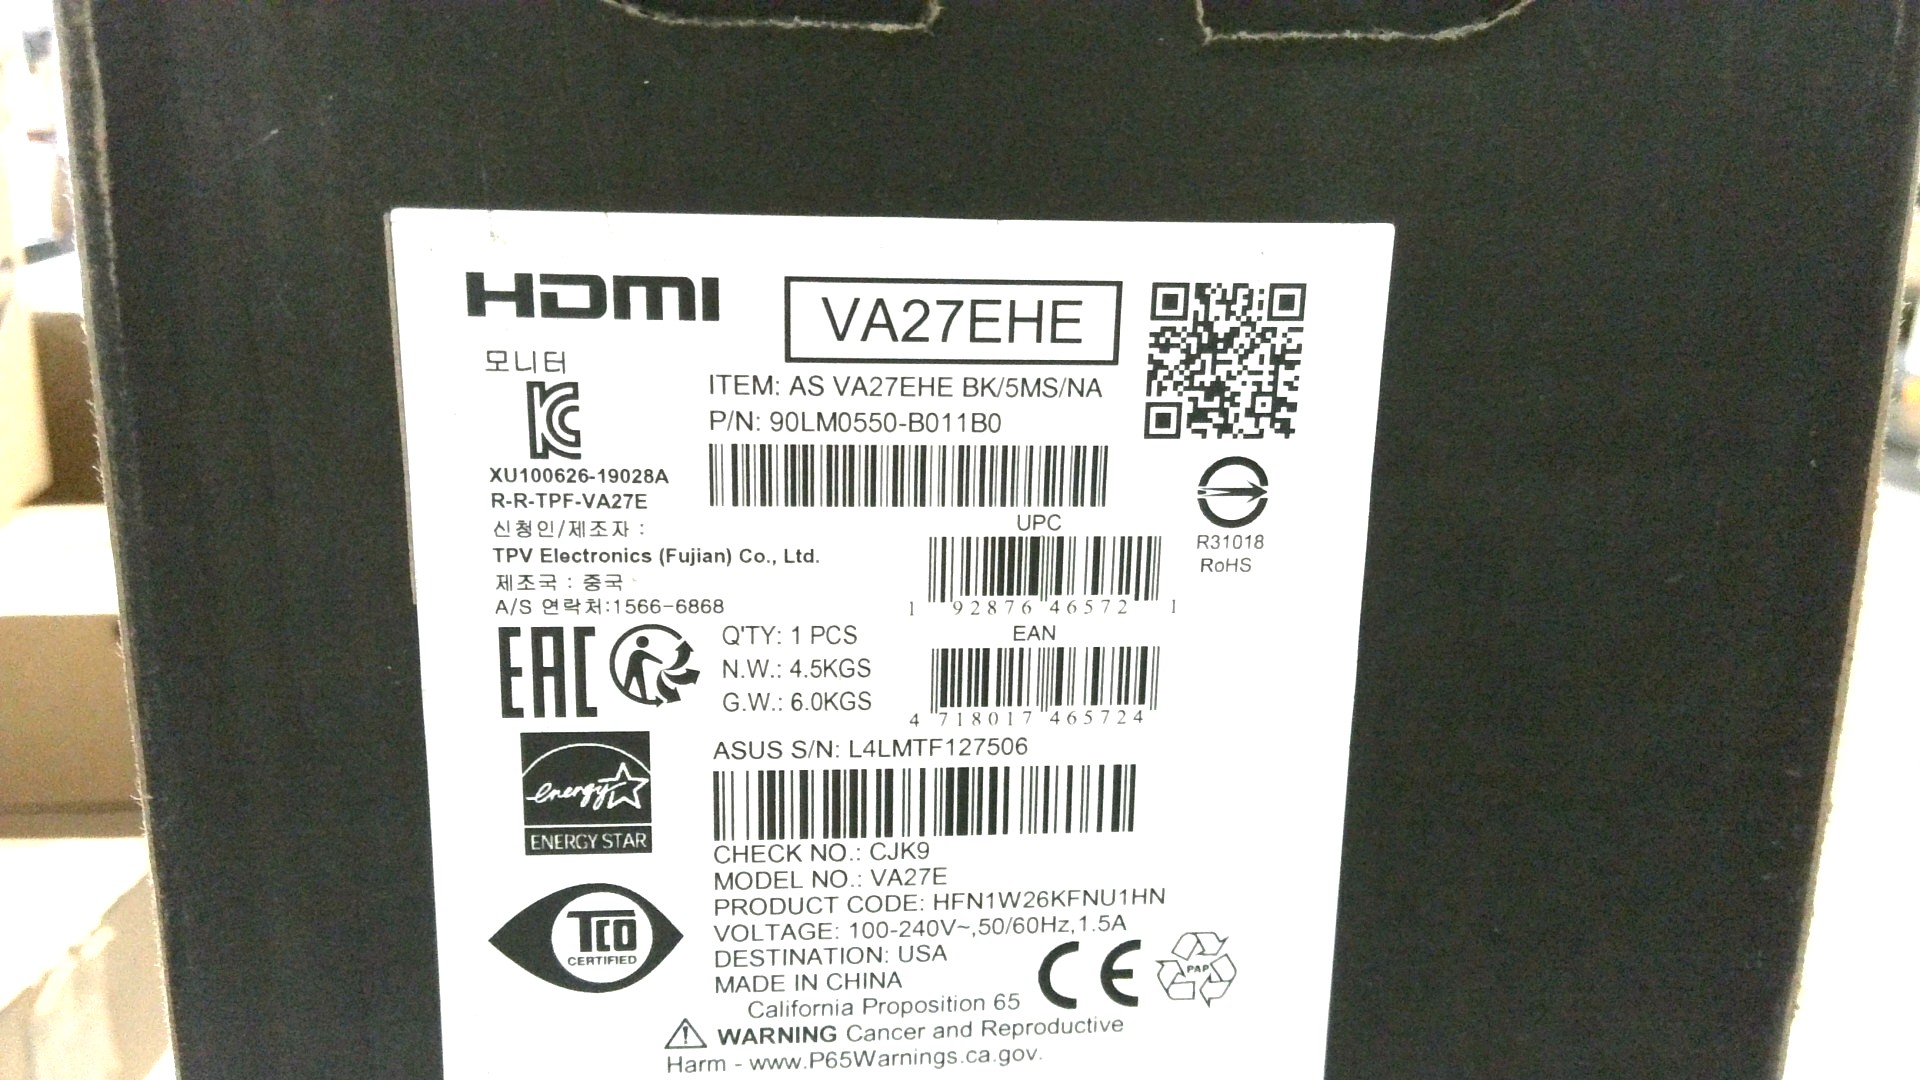 HDMI
VA27EHE
모니터
ITEM: AS VA27EHE BK/5MS/NA
P/N: 90LM0550-B011B0
XU100626-19028A
R-R-TPF-VA27E
신청인/제조자 :
TPV Electronics (Fujian) Co., Ltd.
제조국 : 중국
A/S 연락처:1566-6868
UPC
1 92876 46572 1
R31018
RoHS
EAC
Q'TY: 1 PCS
N.W.: 4.5KGS
G.W.: 6.0KGS
EAN
4 718017 465724
ASUS S/N: L4LMTF127506
energy
ENERGY STAR
CHECK NO.: CJK9
MODEL NO.: VA27E
PRODUCT CODE: HFN1W26KFNU1HN
VOLTAGE: 100-240V~,50/60Hz,1.5A
DESTINATION: USA
MADE IN CHINA
TCO
CERTIFIED
CE
PAP
California Proposition 65
WARNING Cancer and Reproductive
Harm - www.P65Warnings.ca.gov.